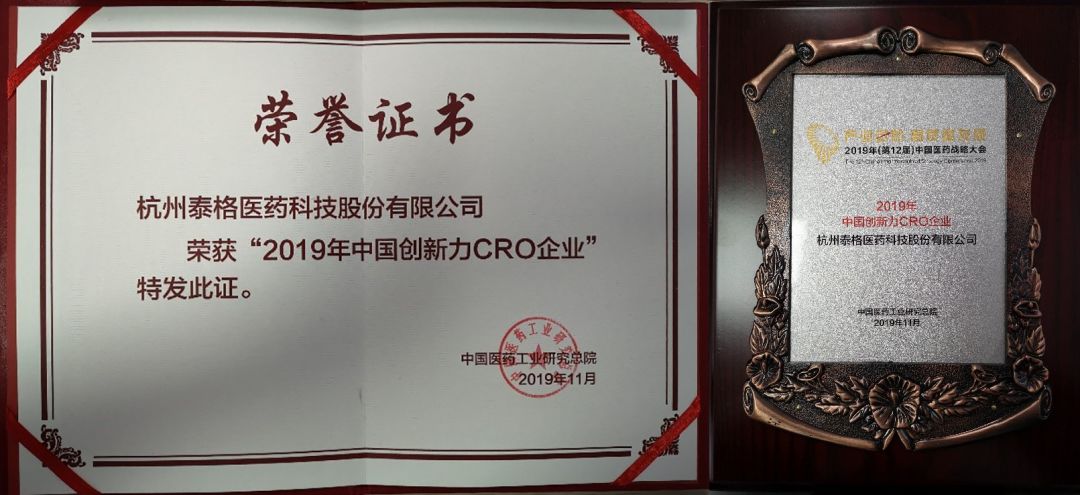 荣誉证书
杭州泰格医药科技股份有限公司
荣获“2019年中国创新力CRO企业”
特发此证。
中国医药工业研究总院
2019年11月
2019年(第12届)中国医药战略大会
2019年
中国创新力CRO企业
杭州泰格医药科技股份有限公司
中国医药工业研究总院
2019年11月